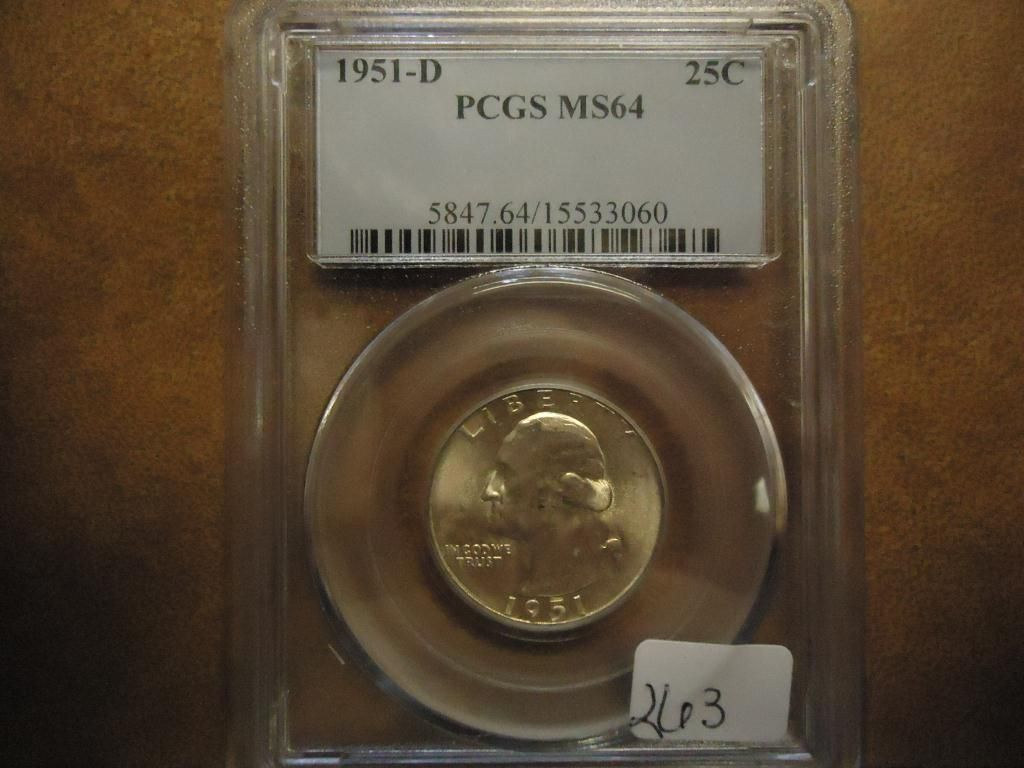 1951-D 25C
PCGS MS64
5847.64/15533060
LIBERTY
IN GOD WE
TRUST
1951
263